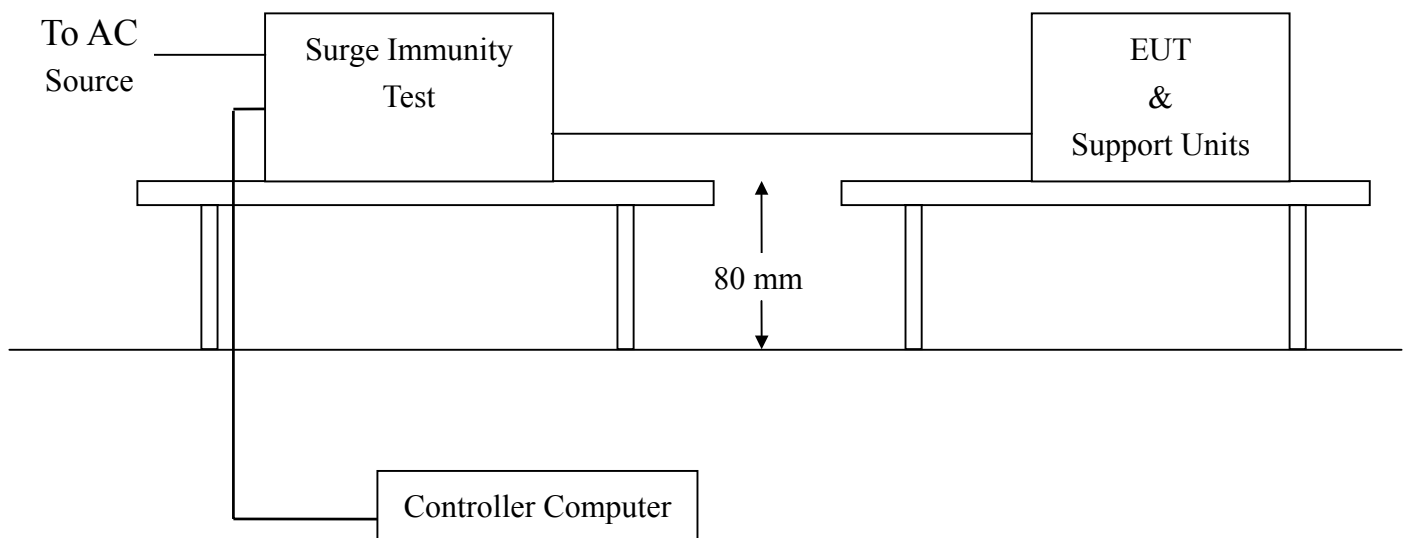 To AC
Source
Surge Immunity
Test
EUT
&
Support Units
80 mm
Controller Computer